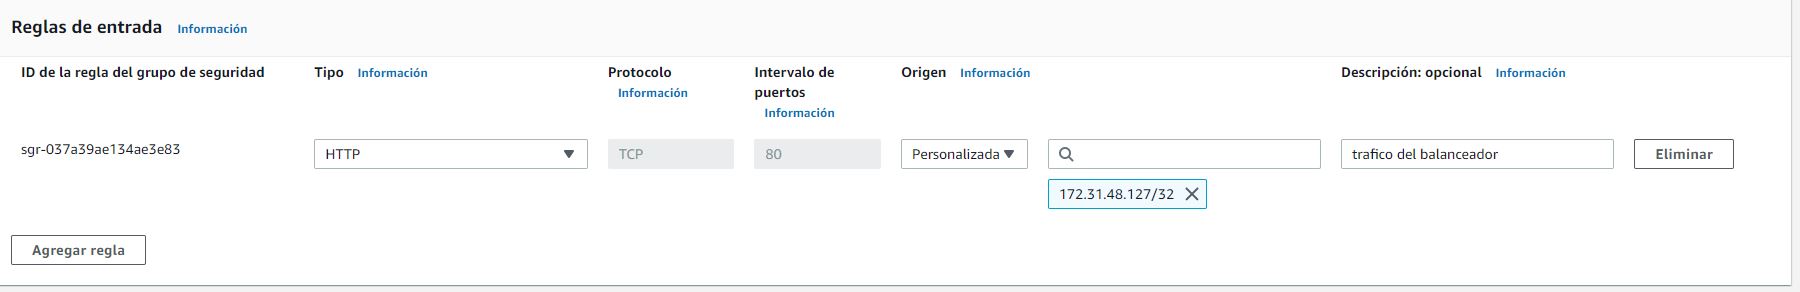 Reglas de entrada Información
ID de la regla del grupo de seguridad
Tipo Información
Protocolo
Información
Intervalo de
puertos
Información
Origen Información
Descripción: opcional Información
sgr-037a39ae134ae3e83
HTTP
TCP
80
Personalizada
172.31.48.127/32
trafico del balanceador
Eliminar
Agregar regla